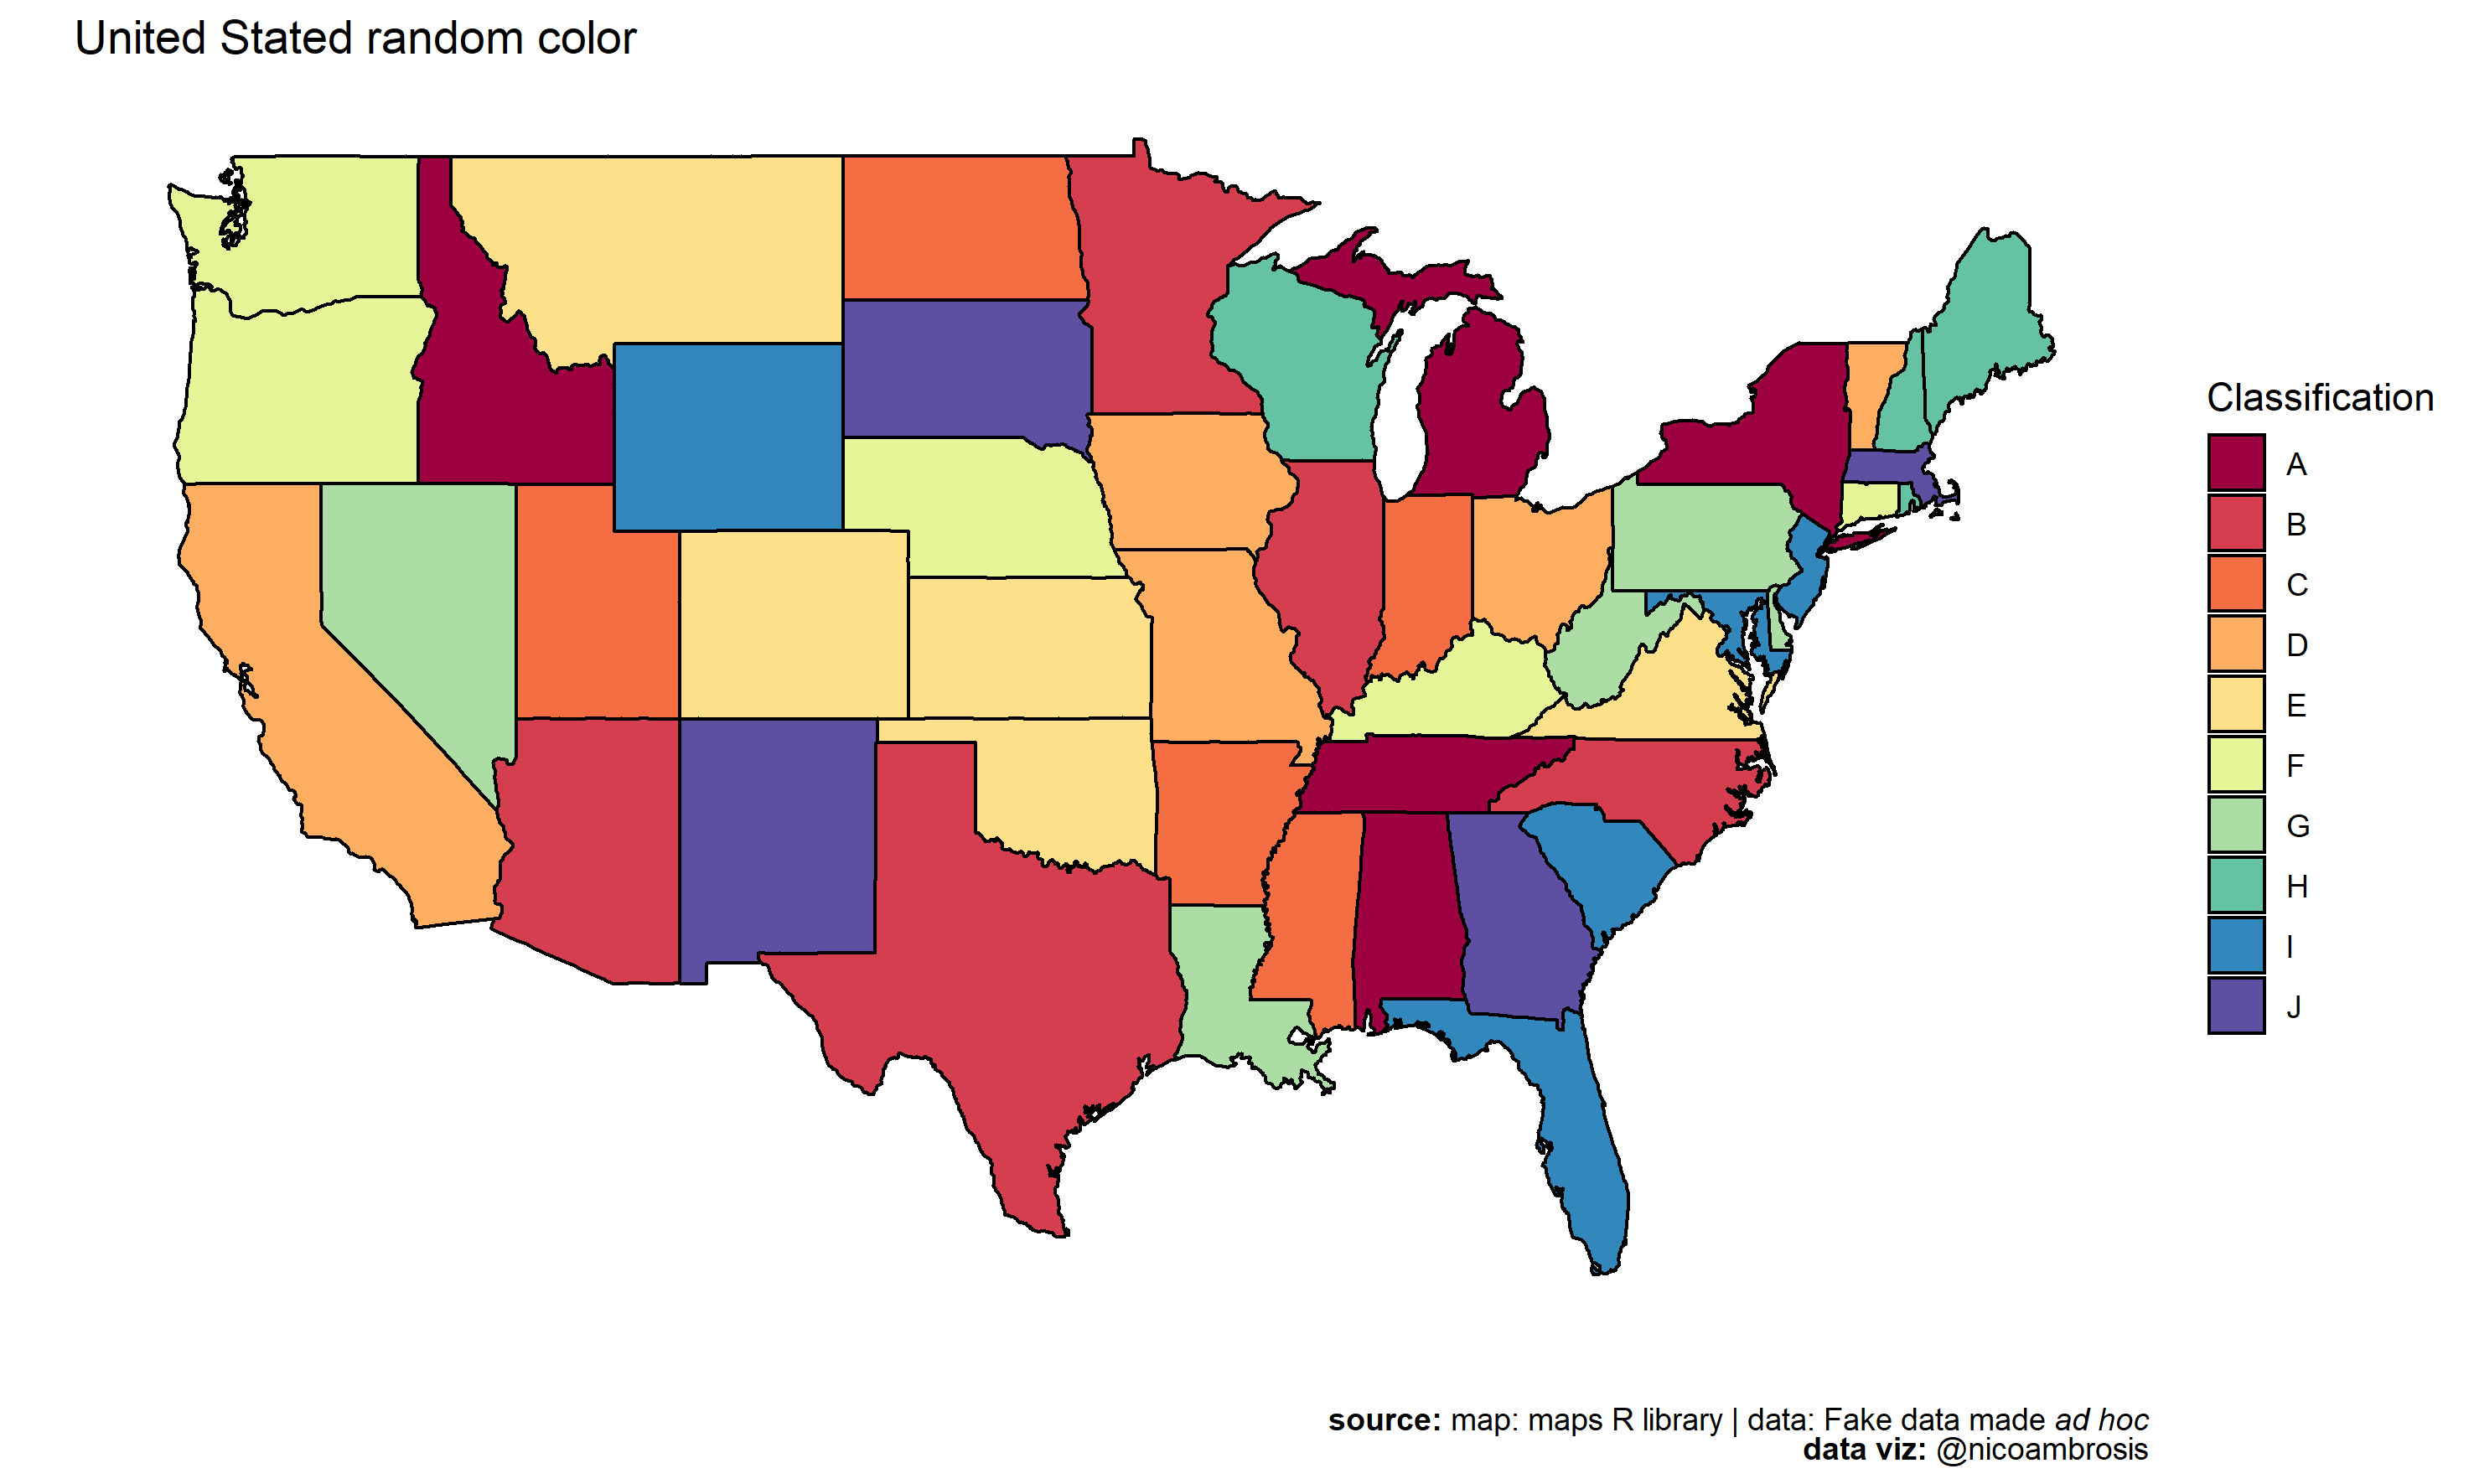 United Stated random color
Classification
A
B
C
D
E
F
G
H
I
J
source: map: maps R library | data: Fake data made ad hoc
data viz: @nicoambrosis